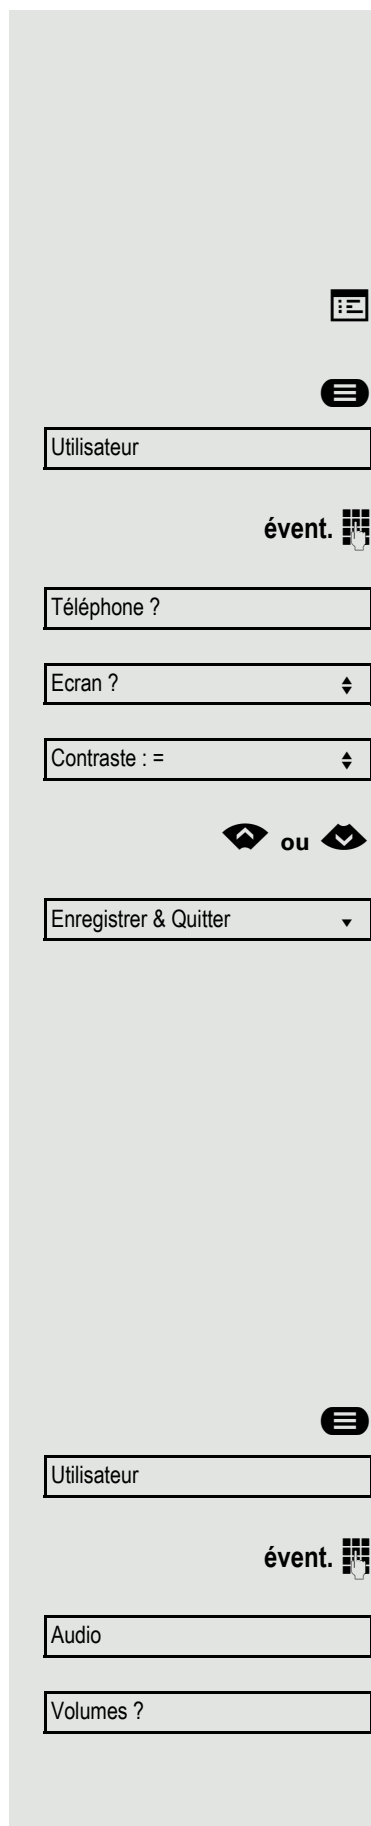 Utilisateur
évent.
Téléphone ?
Ecran ?
Contraste : =
ou
Enregistrer & Quitter
Utilisateur
évent.
Audio
Volumes ?